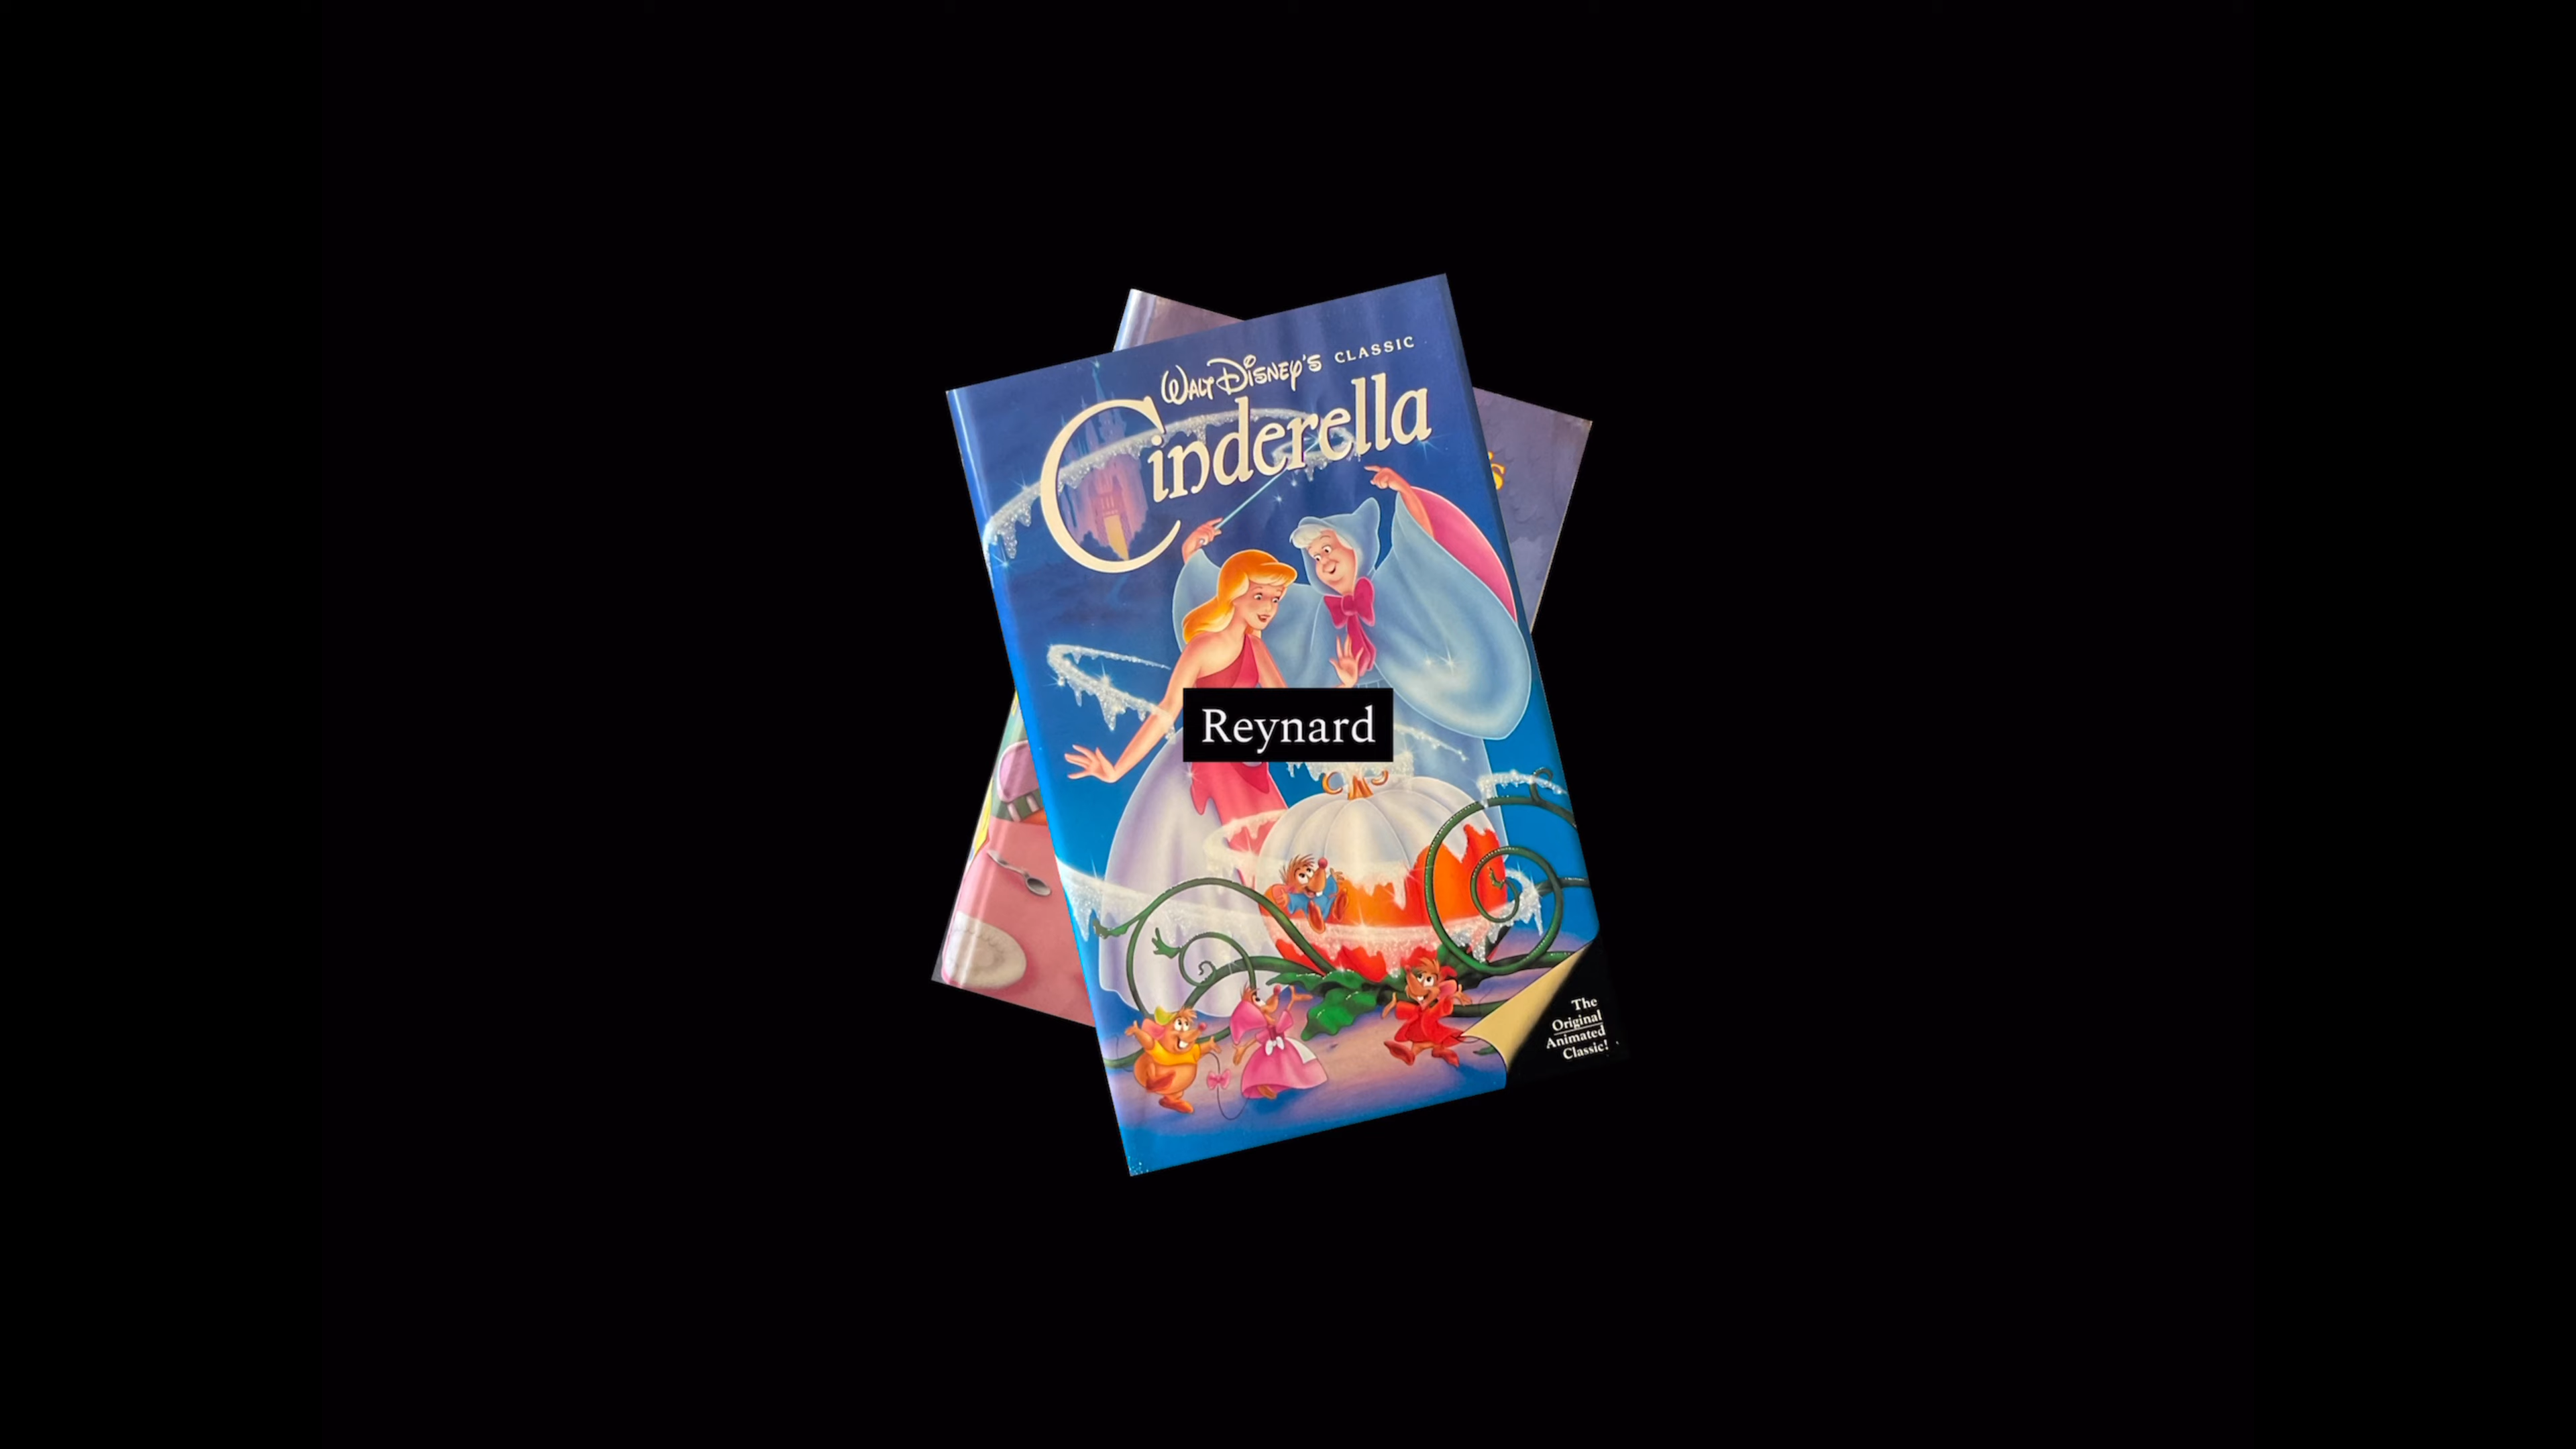 WALT DISNEY'S CLASSIC
Cinderella
s
Reynard
The
Original
Animated
Classic!